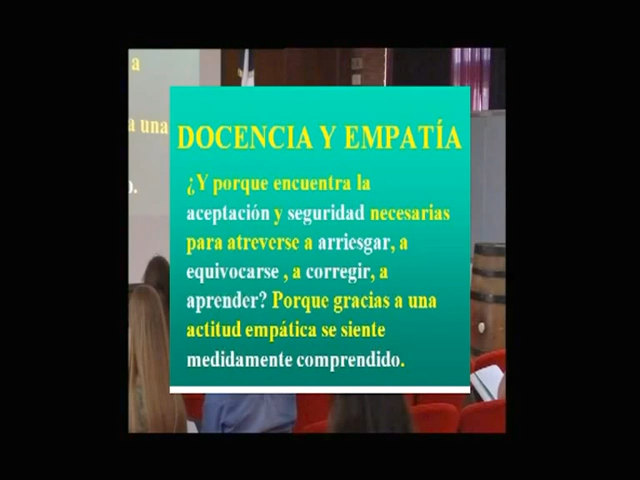 a
a una
DOCENCIA Y EMPATÍA
¿Y porque encuentra la
aceptación y seguridad necesarias
para atreverse a arriesgar, a
equivocarse , a corregir, a
aprender? Porque gracias a una
actitud empática se siente
medidamente comprendido.